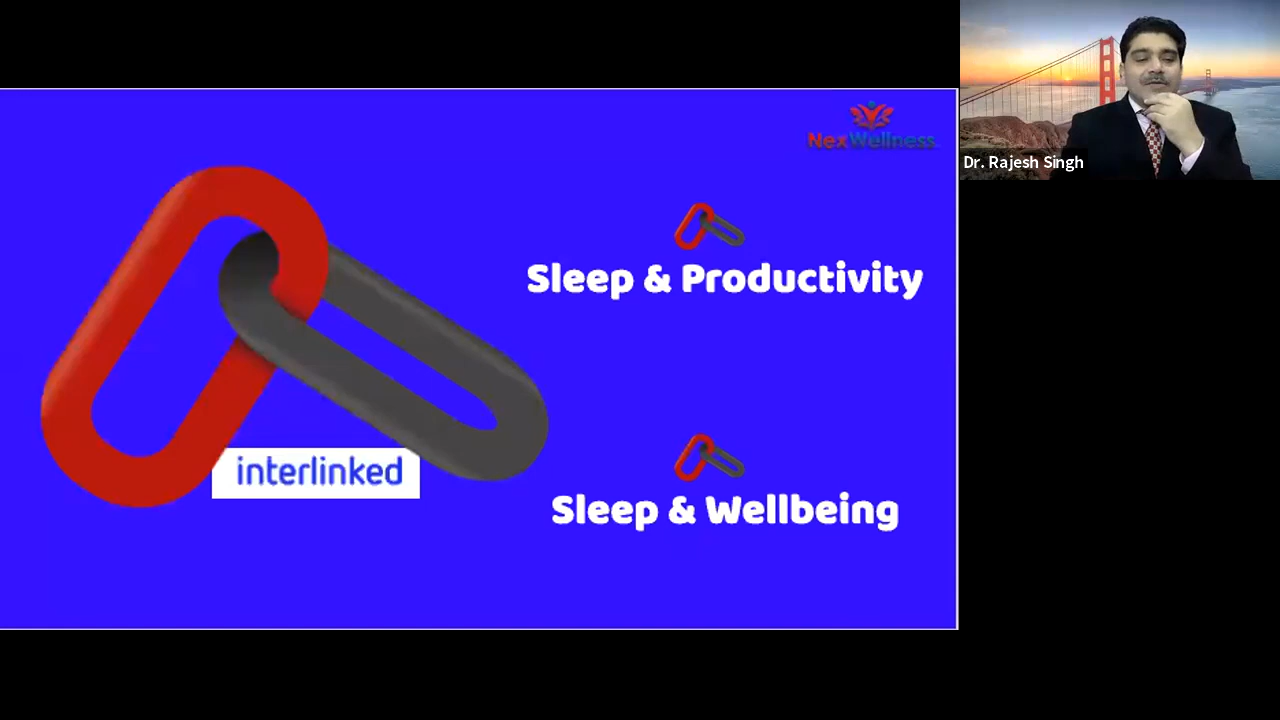 NexWellness
Sleep & Productivity
interlinked
Sleep & Wellbeing
Dr. Rajesh Singh